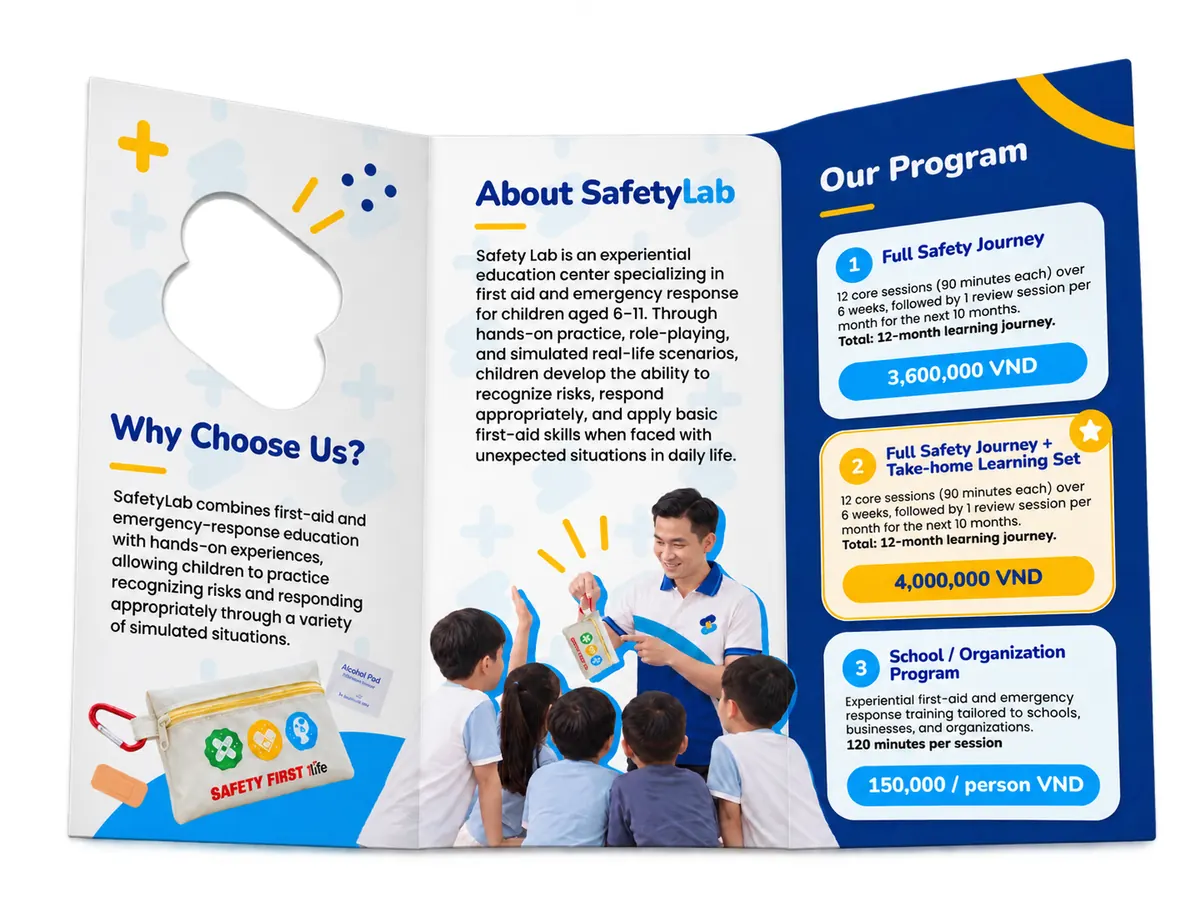 Why Choose Us?
SafetyLab combines first-aid and
emergency-response education
with hands-on experiences,
allowing children to practice
recognizing risks and responding
appropriately through a variety
of simulated situations.
Alcohol Pad
SAFETY FIRST 1life
About SafetyLab
Safety Lab is an experiential
education center specializing in
first aid and emergency response
for children aged 6–11. Through
hands-on practice, role-playing,
and simulated real-life scenarios,
children develop the ability to
recognize risks, respond
appropriately, and apply basic
first-aid skills when faced with
unexpected situations in daily life.
Our Program
1 Full Safety Journey
12 core sessions (90 minutes each) over
6 weeks, followed by 1 review session per
month for the next 10 months.
Total: 12-month learning journey.
3,600,000 VND
2 Full Safety Journey +
Take-home Learning Set
12 core sessions (90 minutes each) over
6 weeks, followed by 1 review session per
month for the next 10 months.
Total: 12-month learning journey.
4,000,000 VND
3 School / Organization
Program
Experiential first-aid and emergency
response training tailored to schools,
businesses, and organizations.
120 minutes per session
150,000 / person VND